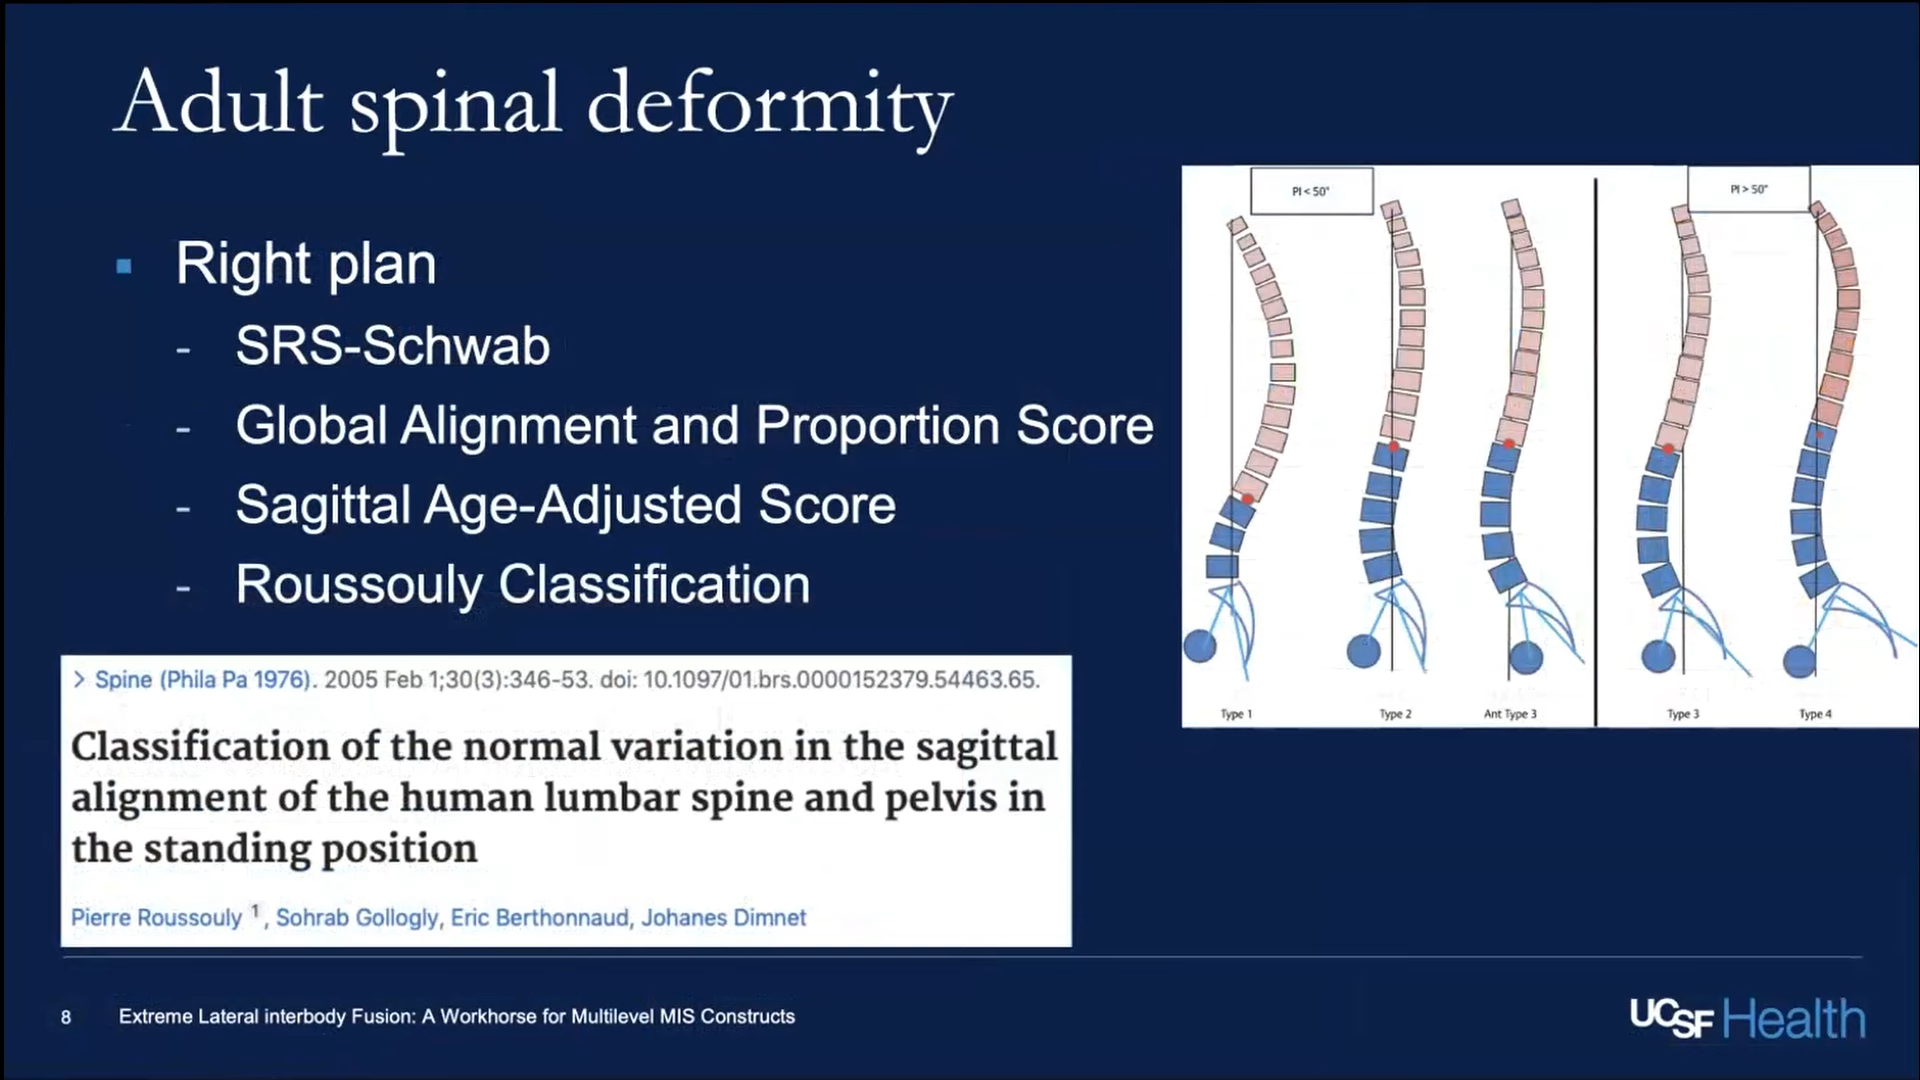 Adult spinal deformity
Right plan
- SRS-Schwab
- Global Alignment and Proportion Score
- Sagittal Age-Adjusted Score
- Roussouly Classification
PI < 50°
PI > 50°
Type 1
Type 2
Ant Type 3
Type 3
Type 4
> Spine (Phila Pa 1976). 2005 Feb 1;30(3):346-53. doi: 10.1097/01.brs.0000152379.54463.65.
Classification of the normal variation in the sagittal
alignment of the human lumbar spine and pelvis in
the standing position
Pierre Roussouly 1, Sohrab Gollogly, Eric Berthonnaud, Johanes Dimnet
8 Extreme Lateral interbody Fusion: A Workhorse for Multilevel MIS Constructs
UCSF Health